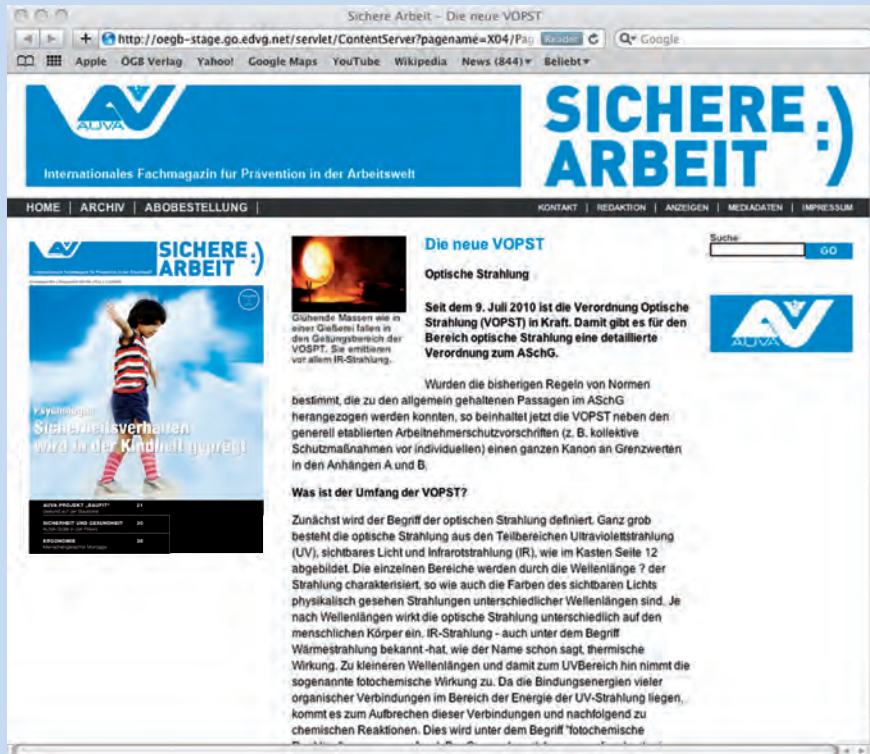 Sichere Arbeit – Die neue VOPST
http://oegb-stage.go.edvg.net/servlet/ContentServer?pagename=X04/Pag
Reader
Google
Apple ÖGB Verlag Yahoo! Google Maps YouTube Wikipedia News (844) Beliebt
AUVA
Internationales Fachmagazin für Prävention in der Arbeitswelt
SICHERE
ARBEIT :)
HOME | ARCHIV | ABOBESTELLUNG |
KONTAKT | REDAKTION | ANZEIGEN | MEDIADATEN | IMPRESSUM
SICHERE
ARBEIT :)
Psychologie
Sicherheitsverhalten
wird in der Kindheit geprägt
AUVA PROJEKT „BAUFIT“ 21
SICHERHEIT UND GESUNDHEIT
ERGONOMIE
Glühende Massen wie in
einer Gießerei fallen in
den Geltungsbereich der
VOSPT. Sie emittieren
vor allem IR-Strahlung.
Die neue VOPST
Optische Strahlung
Seit dem 9. Juli 2010 ist die Verordnung Optische
Strahlung (VOPST) in Kraft. Damit gibt es für den
Bereich optische Strahlung eine detaillierte
Verordnung zum ASchG.
Wurden die bisherigen Regeln von Normen
bestimmt, die zu den allgemein gehaltenen Passagen im ASchG
herangezogen werden konnten, so beinhaltet jetzt die VOPST neben den
generell etablierten Arbeitnehmerschutzvorschriften (z. B. kollektive
Schutzmaßnahmen vor individuellen) einen ganzen Kanon an Grenzwerten
in den Anhängen A und B.
Was ist der Umfang der VOPST?
Zunächst wird der Begriff der optischen Strahlung definiert. Ganz grob
besteht die optische Strahlung aus den Teilbereichen Ultraviolettstrahlung
(UV), sichtbares Licht und Infrarotstrahlung (IR), wie im Kasten Seite 12
abgebildet. Die einzelnen Bereiche werden durch die Wellenlänge ? der
Strahlung charakterisiert, so wie auch die Farben des sichtbaren Lichts
physikalisch gesehen Strahlungen unterschiedlicher Wellenlängen sind. Je
nach Wellenlängen wirkt die optische Strahlung unterschiedlich auf den
menschlichen Körper ein. IR-Strahlung - auch unter dem Begriff
Wärmestrahlung bekannt -hat, wie der Name schon sagt, thermische
Wirkung. Zu kleineren Wellenlängen und damit zum UVBereich hin nimmt die
sogenannte fotochemische Wirkung zu. Da die Bindungsenergien vieler
organischer Verbindungen im Bereich der Energie der UV-Strahlung liegen,
kommt es zum Aufbrechen dieser Verbindungen und nachfolgend zu
chemischen Reaktionen. Dies wird unter dem Begriff "fotochemische
Suche
GO
AUVA